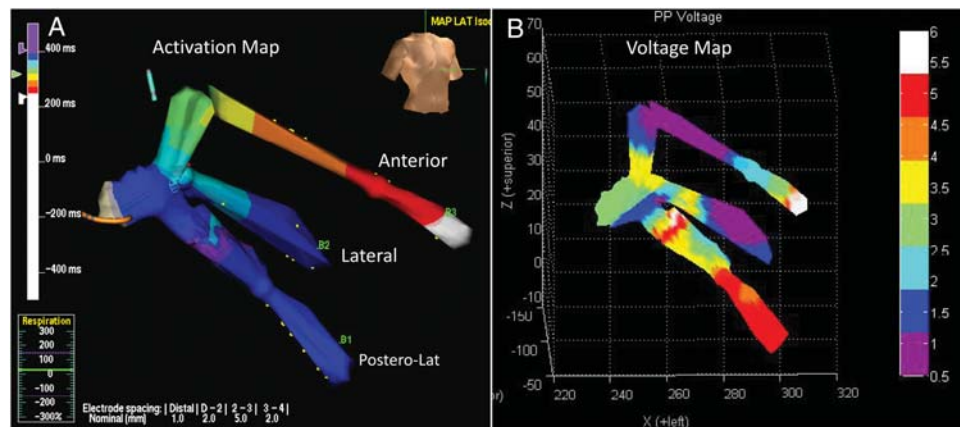 A
Activation Map
MAP LAT Iso
400 ms
200 ms
0 ms
-200 ms
-400 ms
Anterior
B3
B2
Lateral
B1
Postero-Lat
Respiration
300
200
100
0
-100
-200
-300%
Electrode spacing: | Distal | D-2 | 2-3 | 3-4 |
Nominal (mm) 1.0 2.0 5.0 2.0
B
PP Voltage
Voltage Map
Z (+superior)
70
60
50
40
30
20
10
0
-10
-150
-100
-50
220
240
260
280
300
320
X (+left)
6
5.5
5
4.5
4
3.5
3
2.5
2
1.5
1
0.5